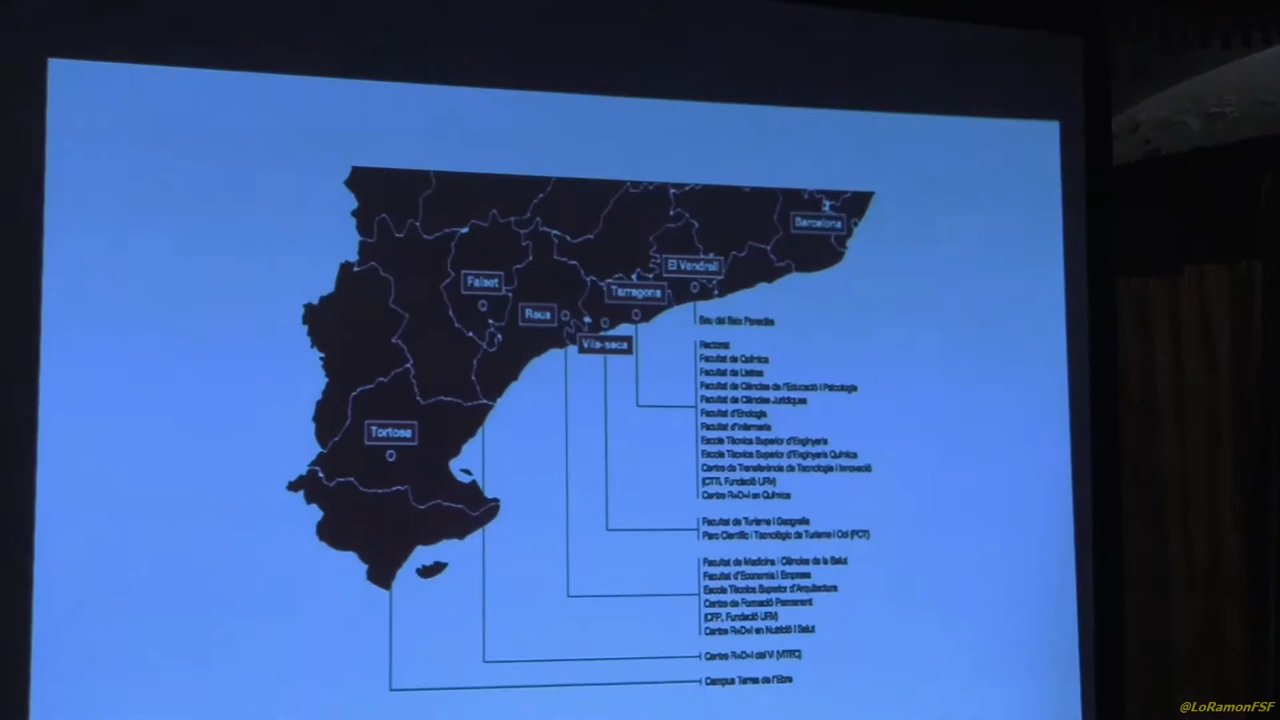 Barcelona
El Vendrell
Falset
Tarragona
Reus
Vila-seca
Tortosa
Seu del Baix Penedès
Rectorat
Facultat de Química
Facultat de Lletres
Facultat de Ciències de l'Educació i Psicologia
Facultat de Ciències Jurídiques
Facultat d'Enologia
Facultat d'Infermeria
Escola Tècnica Superior d'Enginyeria
Escola Tècnica Superior d'Enginyeria Química
Centre de Transferència de Tecnologia i Innovació
(CTTi, Fundació URV)
Centre R+D+I en Química
Facultat de Turisme i Geografia
Parc Científic i Tecnològic de Turisme i Oci (PCT)
Facultat de Medicina i Ciències de la Salut
Facultat d'Economia i Empresa
Escola Tècnica Superior d'Arquitectura
Centre de Formació Permanent
(CFP, Fundació URV)
Centre R+D+I en Nutrició i Salut
Centre R+D+I del Vi (VITEC)
Campus Terres de l'Ebre
@LoRamonFSF